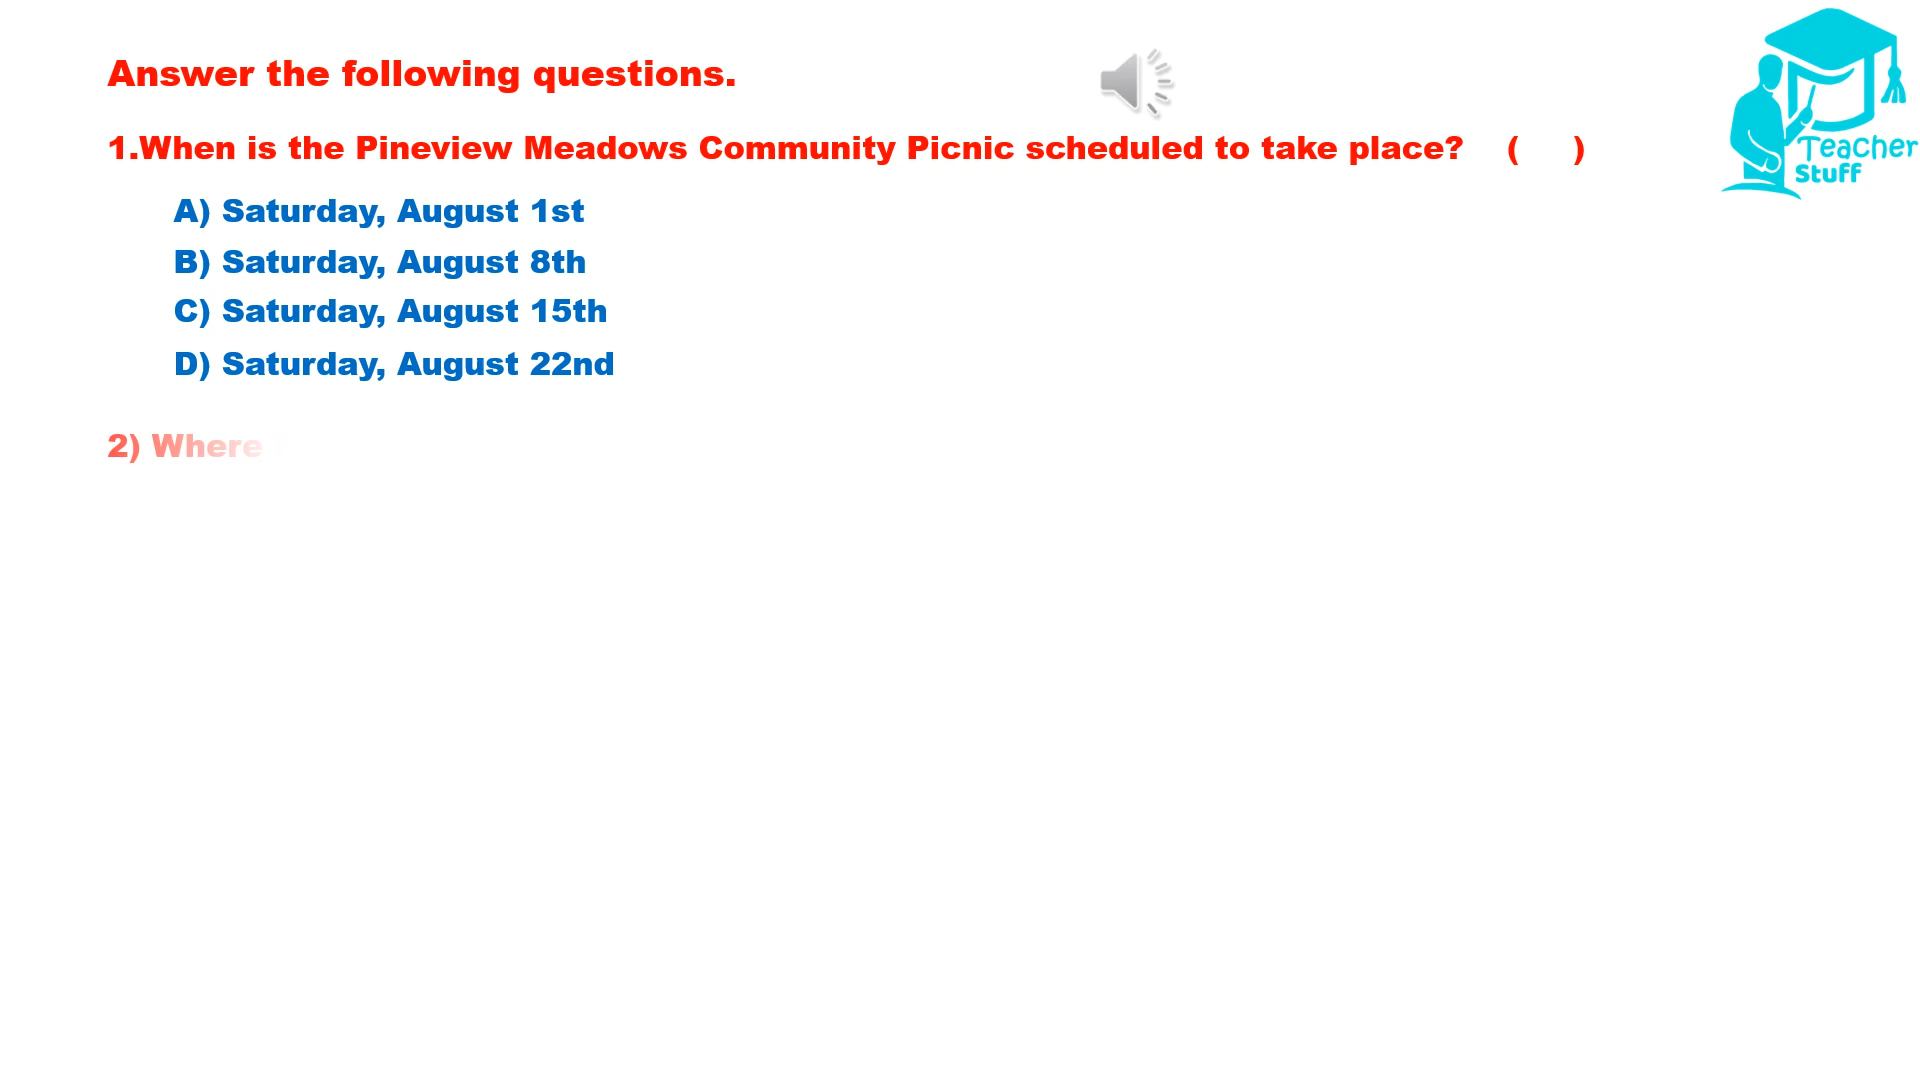 Answer the following questions.
1.When is the Pineview Meadows Community Picnic scheduled to take place? ( )
A) Saturday, August 1st
B) Saturday, August 8th
C) Saturday, August 15th
D) Saturday, August 22nd
2) Where
Teacher
Stuff